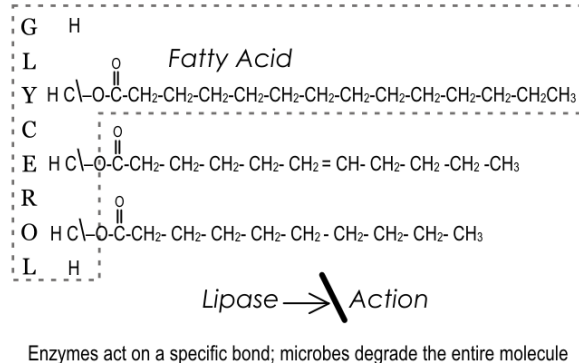 G H
L O
Y H C\–O-C-CH₂-CH₂-CH₂-CH₂-CH₂-CH₂-CH₂-CH₂-CH₂-CH₂-CH₂-CH₂-CH₂-CH₂CH₃
Fatty Acid
C O
E H C\–O-C-CH₂- CH₂- CH₂- CH₂- CH₂ = CH- CH₂- CH₂ -CH₂ -CH₃
R O
O H C\–O-C-CH₂- CH₂- CH₂- CH₂- CH₂ - CH₂- CH₂- CH₂- CH₃
L H
Lipase Action
Enzymes act on a specific bond; microbes degrade the entire molecule